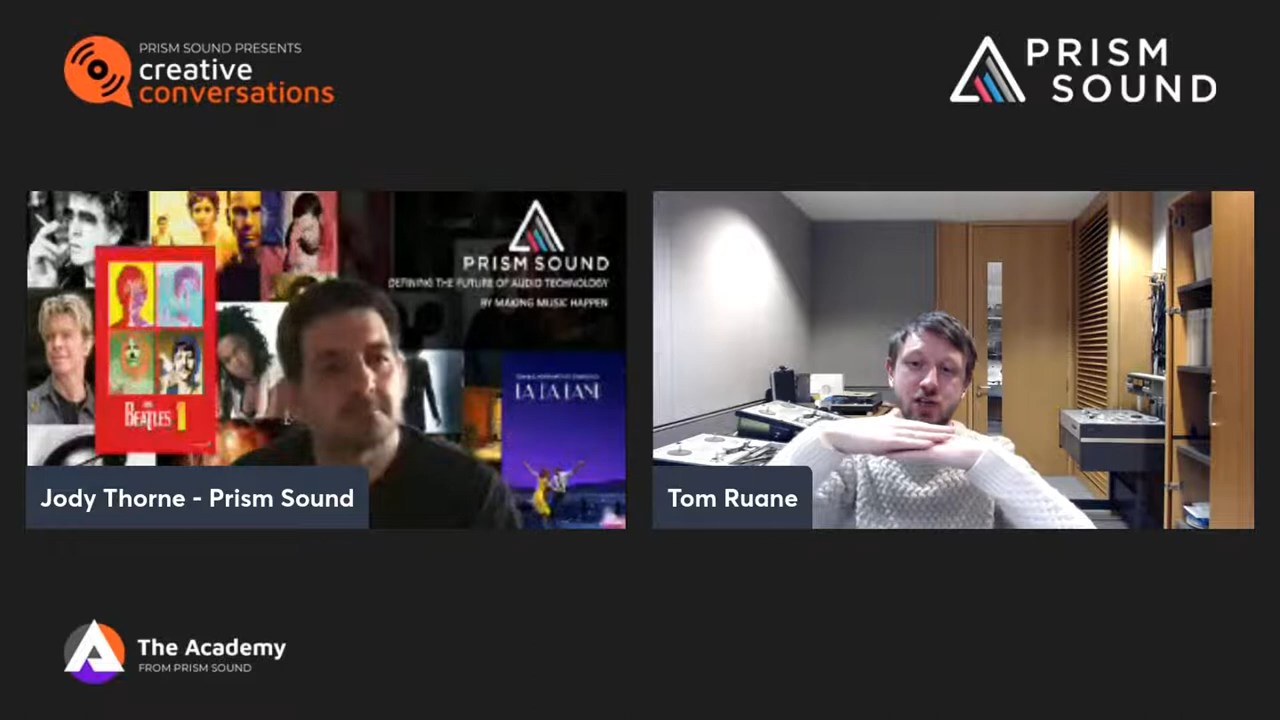 PRISM SOUND PRESENTS
creative
conversations
PRISM
SOUND
PRISM SOUND
DEFINING THE FUTURE OF AUDIO TECHNOLOGY
BY MAKING MUSIC HAPPEN
BEATLES 1
LA LA LAND
Jody Thorne - Prism Sound
Tom Ruane
The Academy
FROM PRISM SOUND